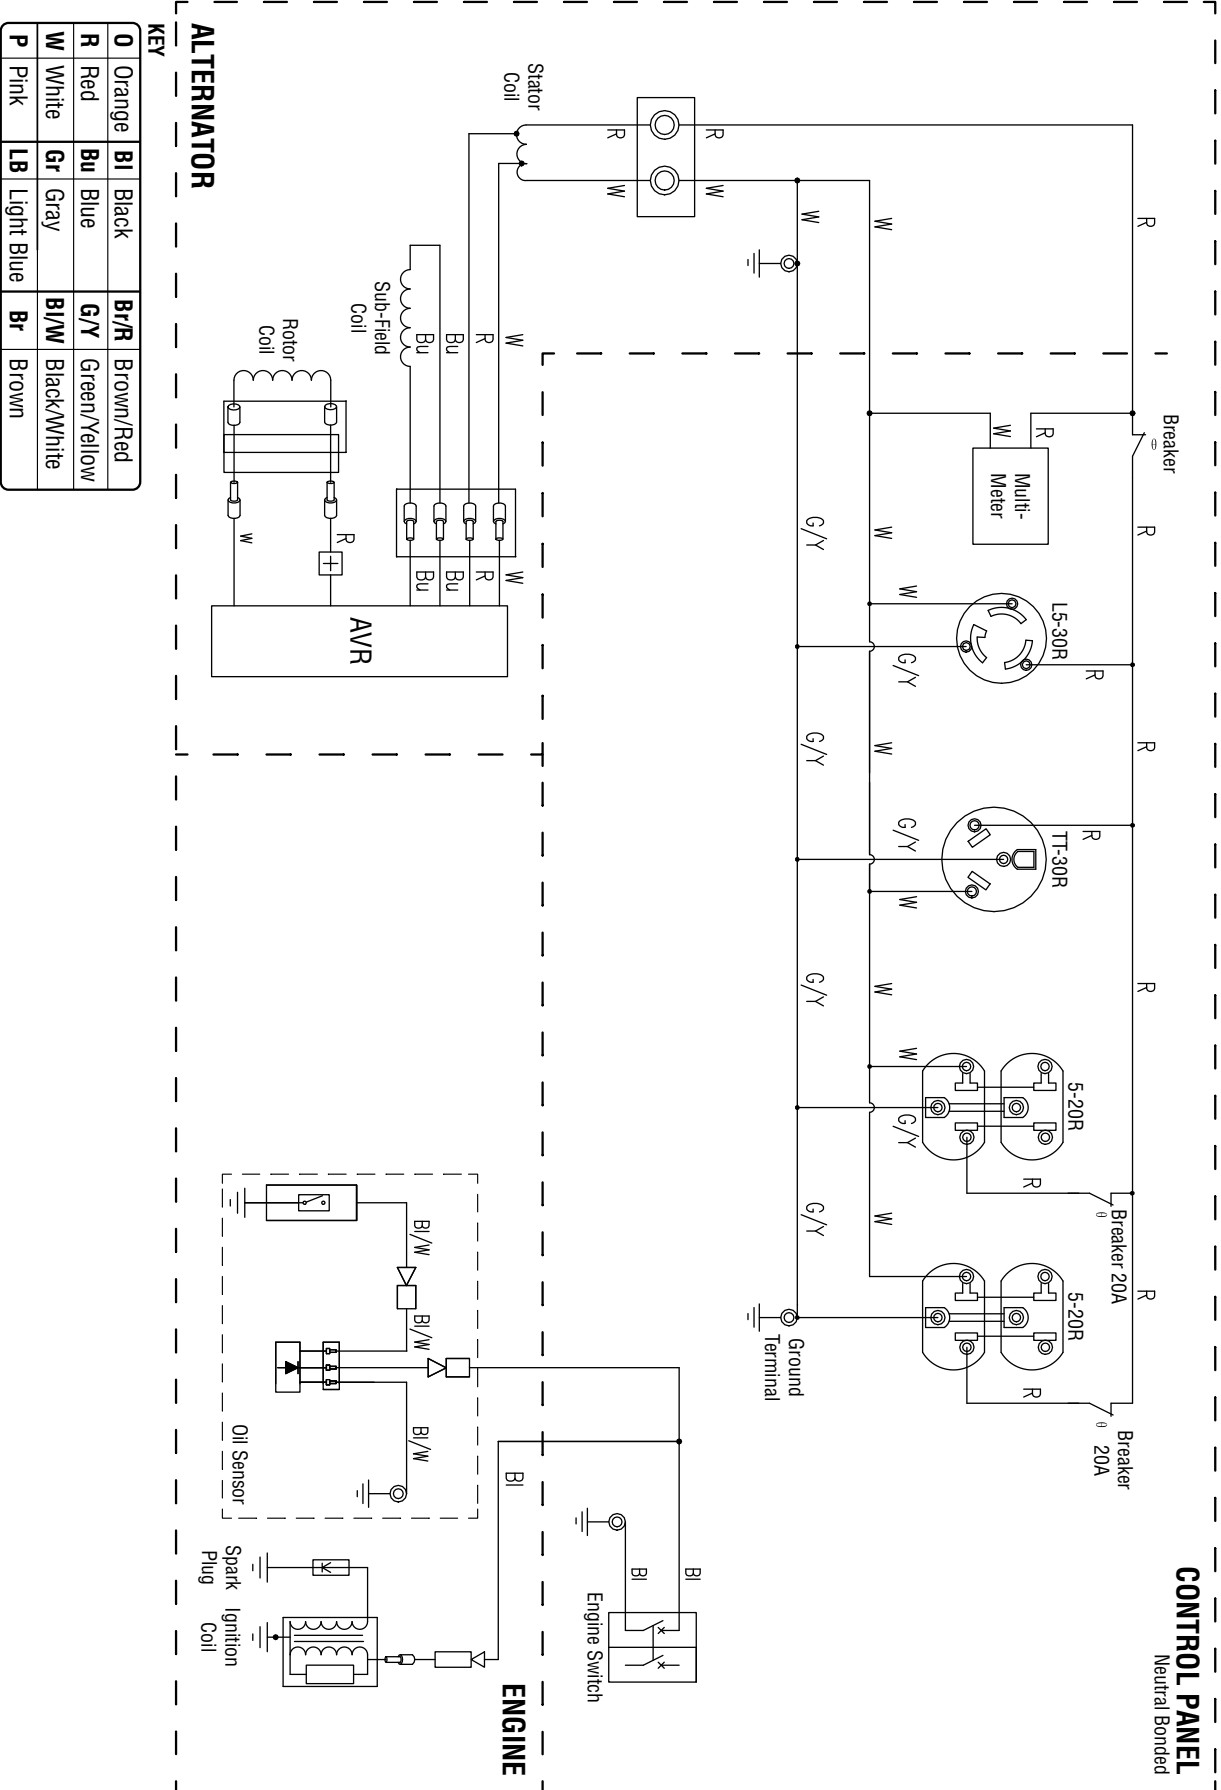 CONTROL PANEL
Neutral Bonded
R
Breaker
θ
R
R
R
R
Breaker 20A
θ
Breaker
20A
θ
R
W
Multi-
Meter
L5-30R
R
TT-30R
R
5-20R
R
5-20R
R
W
G/Y
G/Y
W
W
G/Y
W
W
W
W
W
W
G/Y
G/Y
G/Y
G/Y
Ground
Terminal
R
W
R
W
Stator
Coil
W
R
Bu
Bu
W
R
Bu
Bu
Sub-Field
Coil
Rotor
Coil
R
W
AVR
ALTERNATOR
Bl
Bl
Engine Switch
Bl
Bl/W
Bl/W
Bl/W
Oil Sensor
Spark
Plug
Ignition
Coil
ENGINE
KEY
O Orange Bl Black Br/R Brown/Red
R Red Bu Blue G/Y Green/Yellow
W White Gr Gray Bl/W Black/White
P Pink LB Light Blue Br Brown